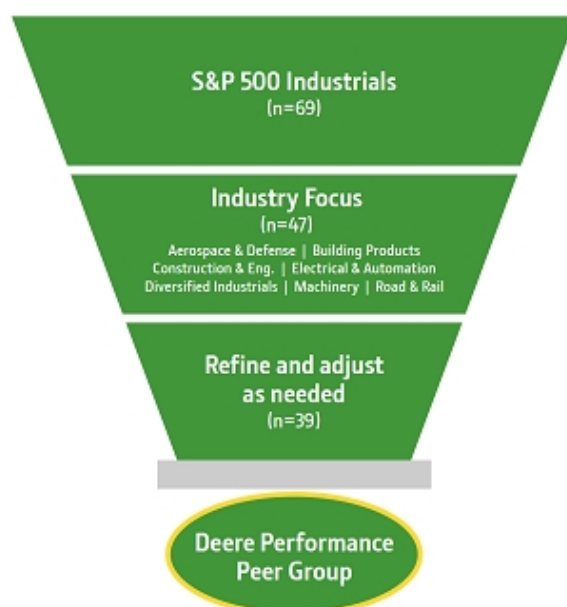 S&P 500 Industrials
(n=69)
Industry Focus
(n=47)
Aerospace & Defense | Building Products
Construction & Eng. | Electrical & Automation
Diversified Industrials | Machinery | Road & Rail
Refine and adjust
as needed
(n=39)
Deere Performance
Peer Group